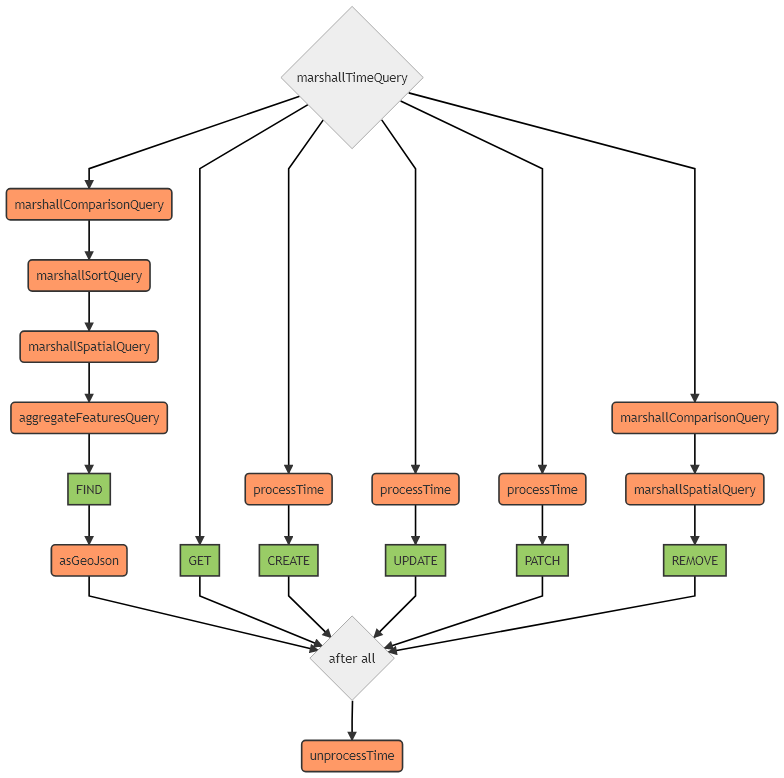 marshallTimeQuery
marshallComparisonQuery
marshallSortQuery
marshallSpatialQuery
aggregateFeaturesQuery
marshallComparisonQuery
FIND
processTime
processTime
processTime
marshallSpatialQuery
asGeoJson
GET
CREATE
UPDATE
PATCH
REMOVE
after all
unprocessTime